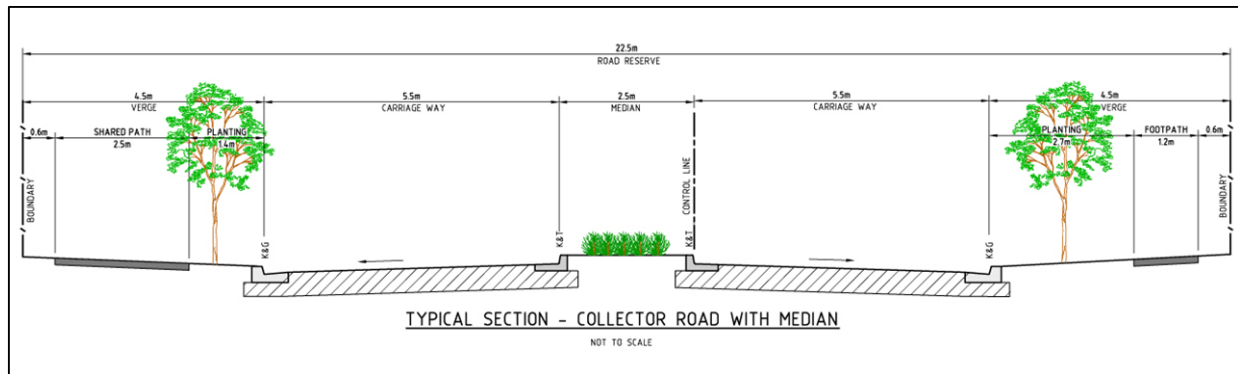 22.5m
ROAD RESERVE
4.5m
VERGE
5.5m
CARRIAGE WAY
2.5m
MEDIAN
5.5m
CARRIAGE WAY
4.5m
VERGE
0.6m
SHARED PATH
2.5m
PLANTING
1.4m
PLANTING
2.7m
FOOTPATH
1.2m
0.6m
BOUNDARY
K&G
K&T
CONTROL LINE
K&T
K&G
BOUNDARY
TYPICAL SECTION - COLLECTOR ROAD WITH MEDIAN
NOT TO SCALE